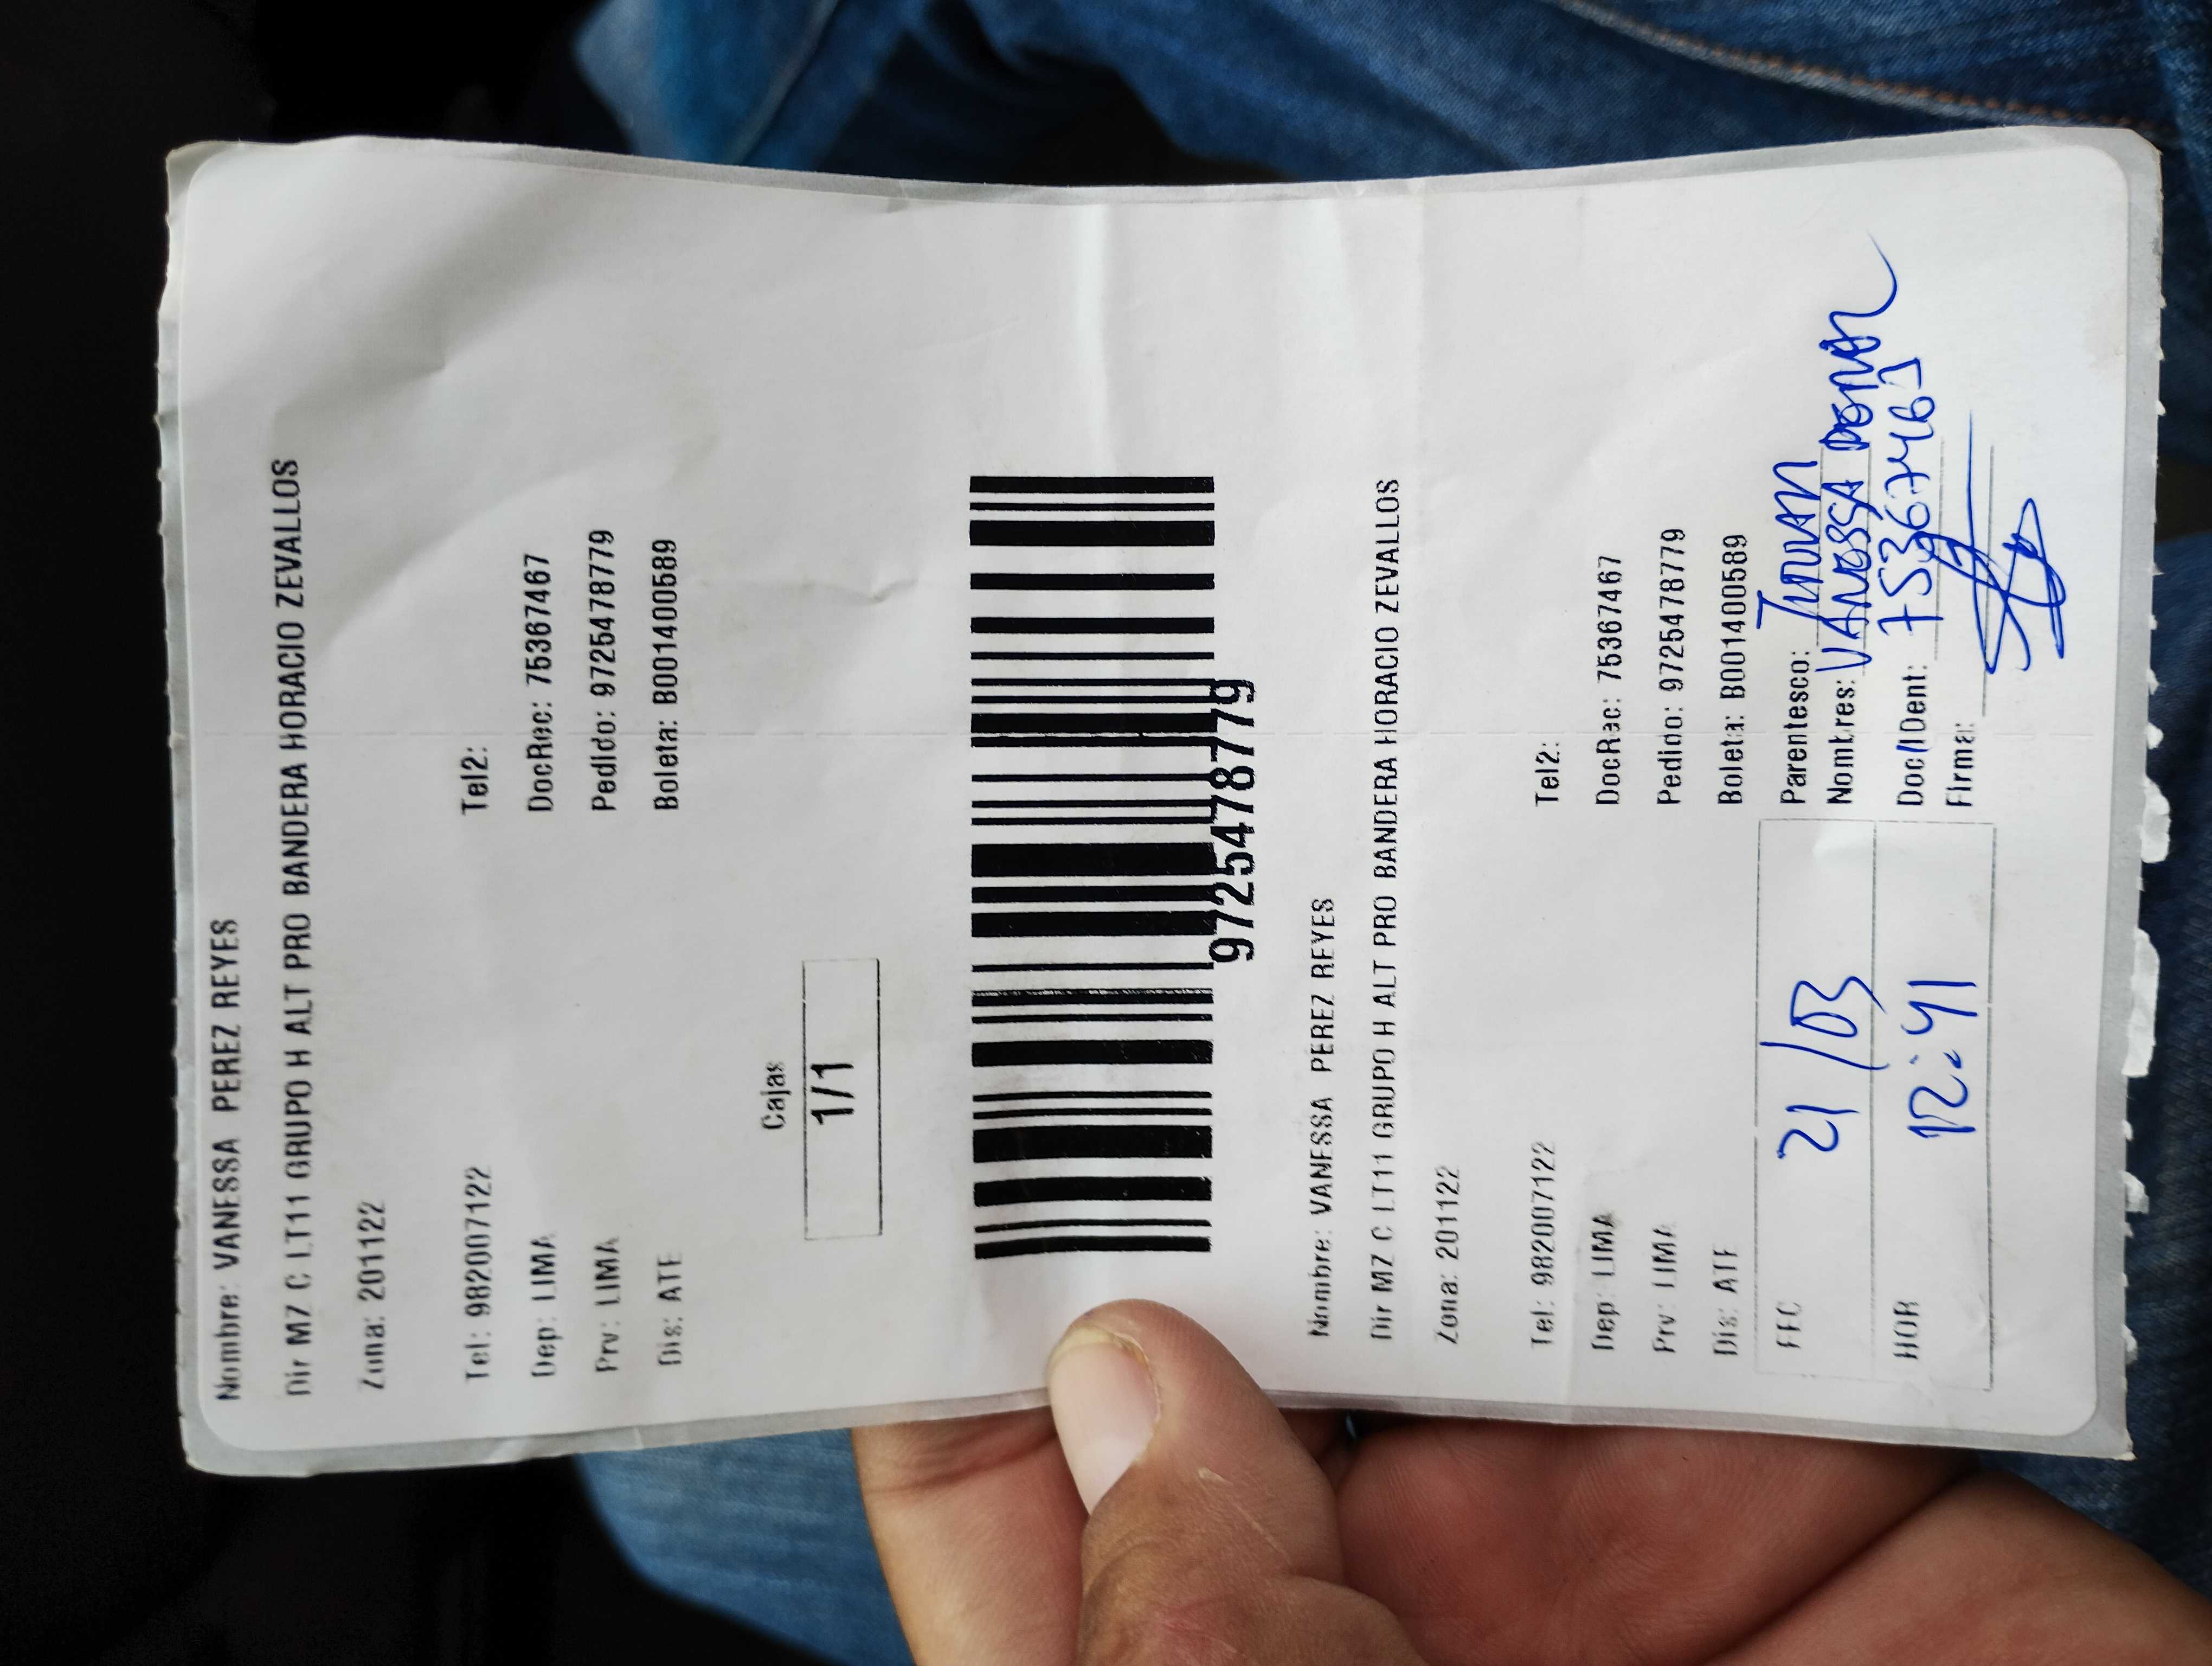 Nombre: VANESSA PEREZ REYES
Dir MZ C LT11 GRUPO H ALT PRO BANDERA HORACIO ZEVALLOS
Zona: 201122
Tel: 982007122 Tel2:
Dep: LIMA DocRec: 75367467
Prv: LIMA Pedido: 9725478779
Dis: ATE Boleta: B001400589
Cajas
1/1
9725478779
Nombre: VANESSA PEREZ REYES
Dir MZ C LT11 GRUPO H ALT PRO BANDERA HORACIO ZEVALLOS
Zona: 201122
Tel: 982007122 Tel2:
Dep: LIMA DocRec: 75367467
Prv: LIMA Pedido: 9725478779
Dis: ATE Boleta: B001400589
FEC 21/03 Parentesco:
Nombres: VANESSA
HOR 12:41 Doc/IDent: 75367467
Firma: